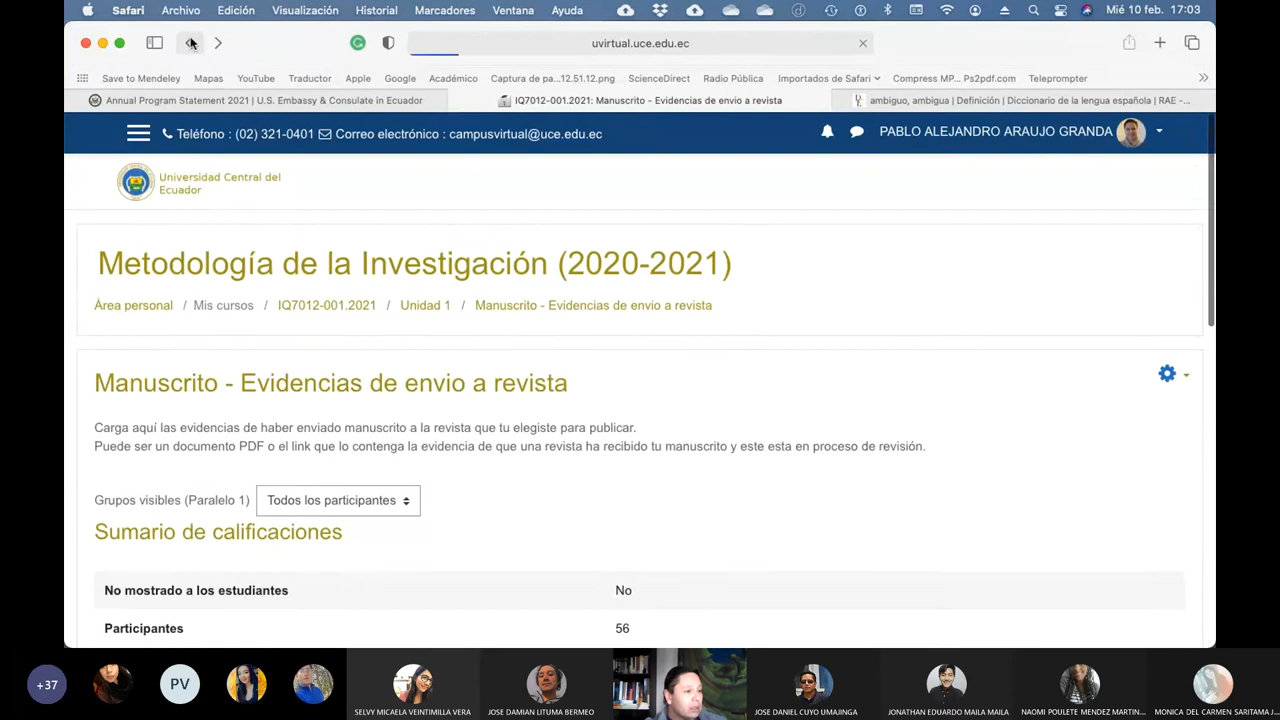 Safari Archivo Edición Visualización Historial Marcadores Ventana Ayuda Mié 10 feb. 17:03
uvirtual.uce.edu.ec
Save to Mendeley Mapas YouTube Traductor Apple Google Académico Captura de pa...12.51.12.png ScienceDirect Radio Pública Importados de Safari Compress MP... Ps2pdf.com Teleprompter
Annual Program Statement 2021 | U.S. Embassy & Consulate in Ecuador IQ7012-001.2021: Manuscrito - Evidencias de envio a revista ambiguo, ambigua | Definición | Diccionario de la lengua española | RAE -...
Teléfono : (02) 321-0401 Correo electrónico : campusvirtual@uce.edu.ec PABLO ALEJANDRO ARAUJO GRANDA
Universidad Central del
Ecuador
Metodología de la Investigación (2020-2021)
Área personal / Mis cursos / IQ7012-001.2021 / Unidad 1 / Manuscrito - Evidencias de envio a revista
Manuscrito - Evidencias de envio a revista
Carga aquí las evidencias de haber enviado manuscrito a la revista que tu elegiste para publicar.
Puede ser un documento PDF o el link que lo contenga la evidencia de que una revista ha recibido tu manuscrito y este esta en proceso de revisión.
Grupos visibles (Paralelo 1) Todos los participantes
Sumario de calificaciones
No mostrado a los estudiantes No
Participantes 56
+37 PV
SELVY MICAELA VEINTIMILLA VERA JOSE DAMIAN LITUMA BERMEO JOSE DANIEL CUYO UMAJINGA JONATHAN EDUARDO MAILA MAILA NAOMI POULETE MENDEZ MARTIN... MONICA DEL CARMEN SARITAMA J...